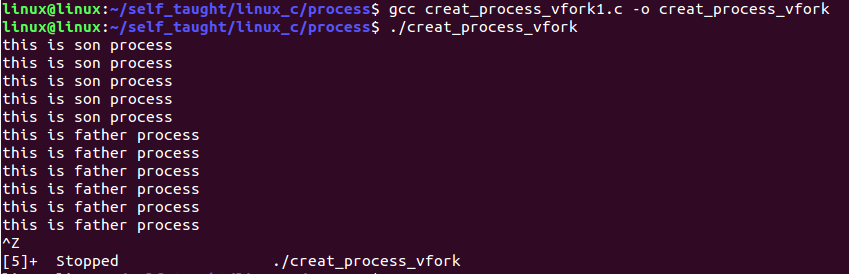 linux@linux:~/self_taught/linux_c/process$ gcc creat_process_vfork1.c -o creat_process_vfork
linux@linux:~/self_taught/linux_c/process$ ./creat_process_vfork
this is son process
this is son process
this is son process
this is son process
this is son process
this is father process
this is father process
this is father process
this is father process
this is father process
this is father process
^Z
[5]+  Stopped                 ./creat_process_vfork